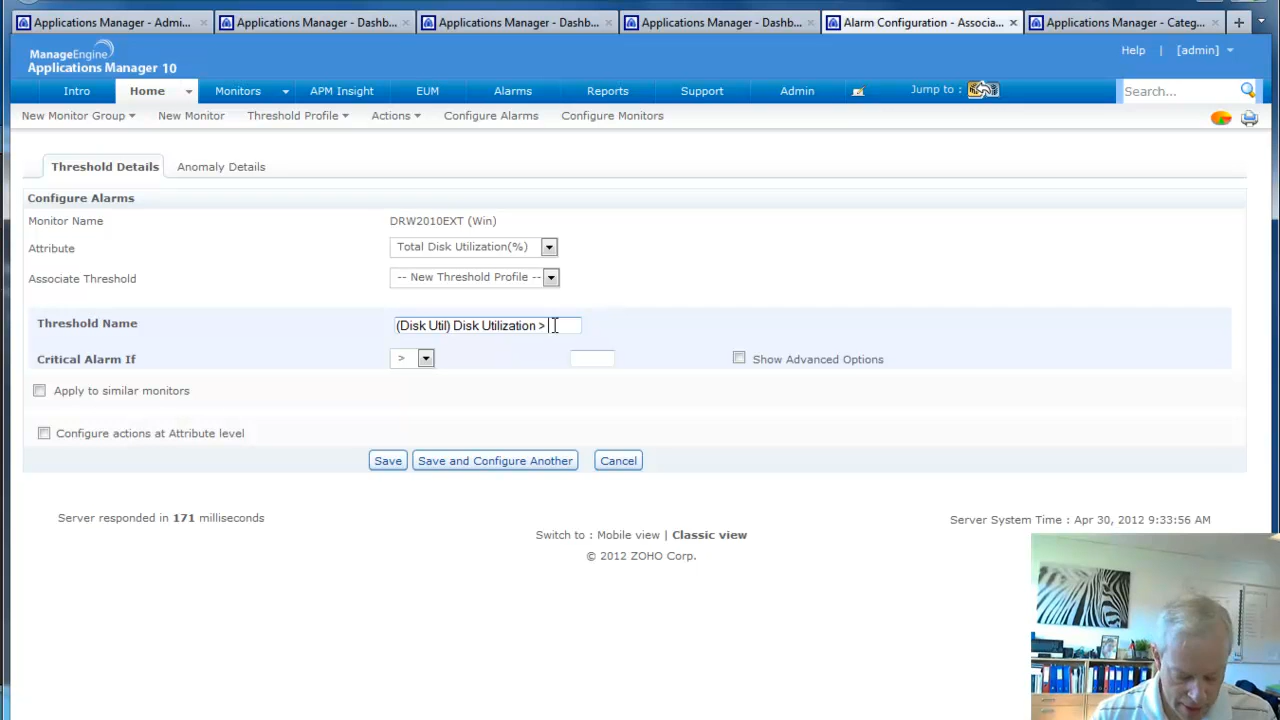 Applications Manager - Admi...
Applications Manager - Dashb...
Applications Manager - Dashb...
Applications Manager - Dashb...
Alarm Configuration - Associa...
Applications Manager - Categ...
ManageEngine
Applications Manager 10
Help | [admin]
Intro Home Monitors APM Insight EUM Alarms Reports Support Admin Jump to : Search...
New Monitor Group New Monitor Threshold Profile Actions Configure Alarms Configure Monitors
Threshold Details Anomaly Details
Configure Alarms
Monitor Name DRW2010EXT (Win)
Attribute Total Disk Utilization(%)
Associate Threshold -- New Threshold Profile --
Threshold Name (Disk Util) Disk Utilization >
Critical Alarm If > Show Advanced Options
Apply to similar monitors
Configure actions at Attribute level
Save Save and Configure Another Cancel
Server responded in 171 milliseconds
Server System Time : Apr 30, 2012 9:33:56 AM
Switch to : Mobile view | Classic view
© 2012 ZOHO Corp.